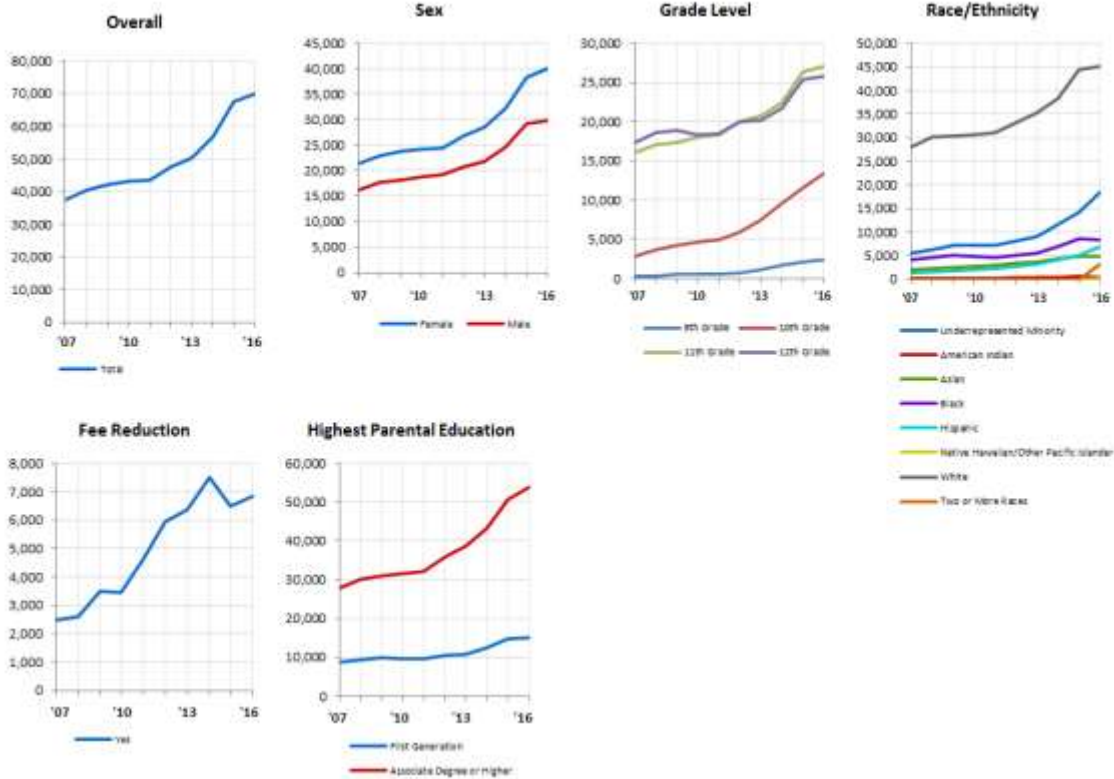 Overall
80,000
70,000
60,000
50,000
40,000
30,000
20,000
10,000
0
'07 '10 '13 '16
Total
Sex
45,000
40,000
35,000
30,000
25,000
20,000
15,000
10,000
5,000
0
'07 '10 '13 '16
Female Male
Grade Level
30,000
25,000
20,000
15,000
10,000
5,000
0
'07 '10 '13 '16
9th Grade 10th Grade
11th Grade 12th Grade
Race/Ethnicity
50,000
45,000
40,000
35,000
30,000
25,000
20,000
15,000
10,000
5,000
0
'07 '10 '13 '16
Underrepresented Minority
American Indian
Asian
Black
Hispanic
Native Hawaiian/Other Pacific Islander
White
Two or More Races
Fee Reduction
8,000
7,000
6,000
5,000
4,000
3,000
2,000
1,000
0
'07 '10 '13 '16
Yes
Highest Parental Education
60,000
50,000
40,000
30,000
20,000
10,000
0
'07 '10 '13 '16
First Generation
Associate Degree or Higher